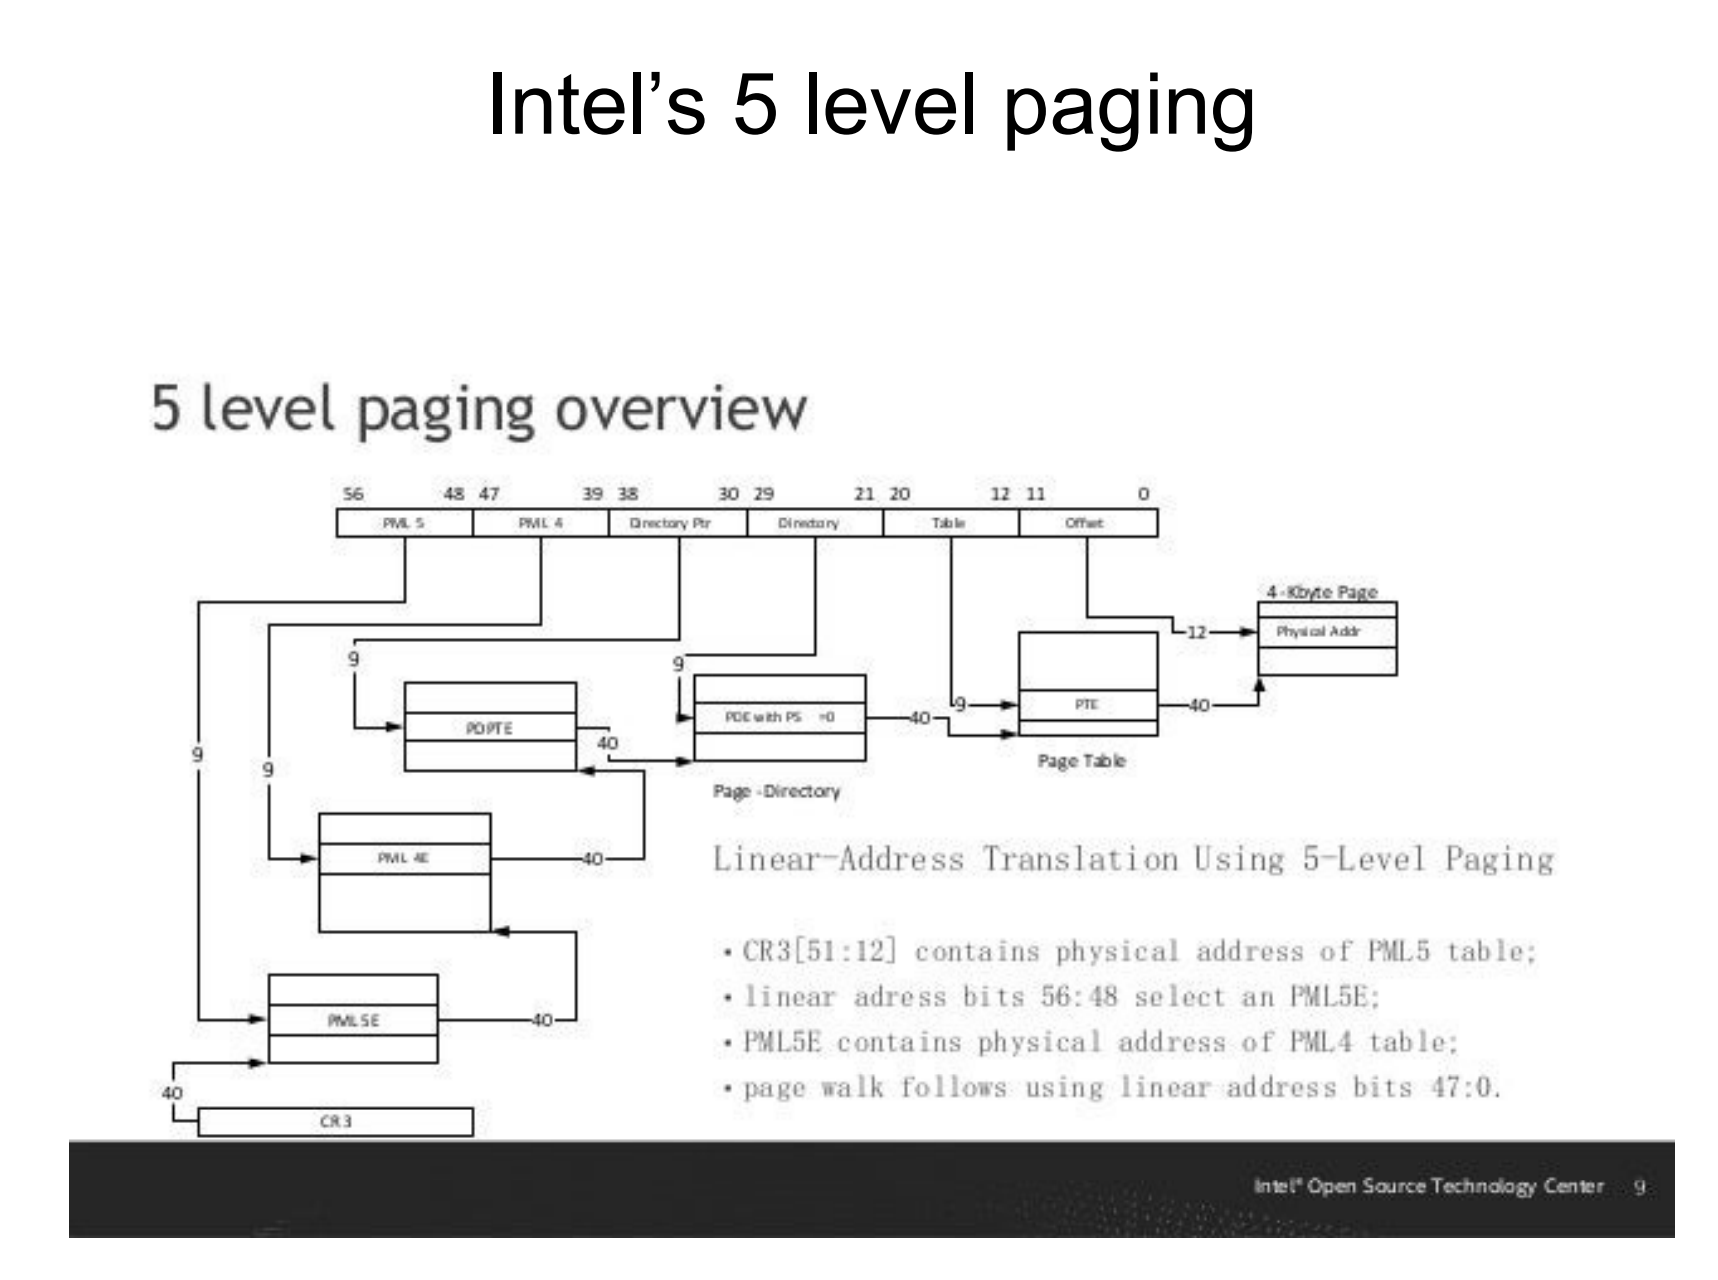 Intel’s 5 level paging
5 level paging overview
56 48 47 39 38 30 29 21 20 12 11 0
PML 5 PML 4 Directory Ptr Directory Table Offset
4-Kbyte Page
12 Physical Addr
9 9
9 PTE 40
40 PDE with PS =0
PDPTE 40
9 9
Page Table
Page -Directory
PML 4E 40
Linear-Address Translation Using 5-Level Paging
• CR3[51:12] contains physical address of PML5 table;
• linear adress bits 56:48 select an PML5E;
PML5E 40
• PML5E contains physical address of PML4 table;
• page walk follows using linear address bits 47:0.
40
CR3
Intel® Open Source Technology Center 9